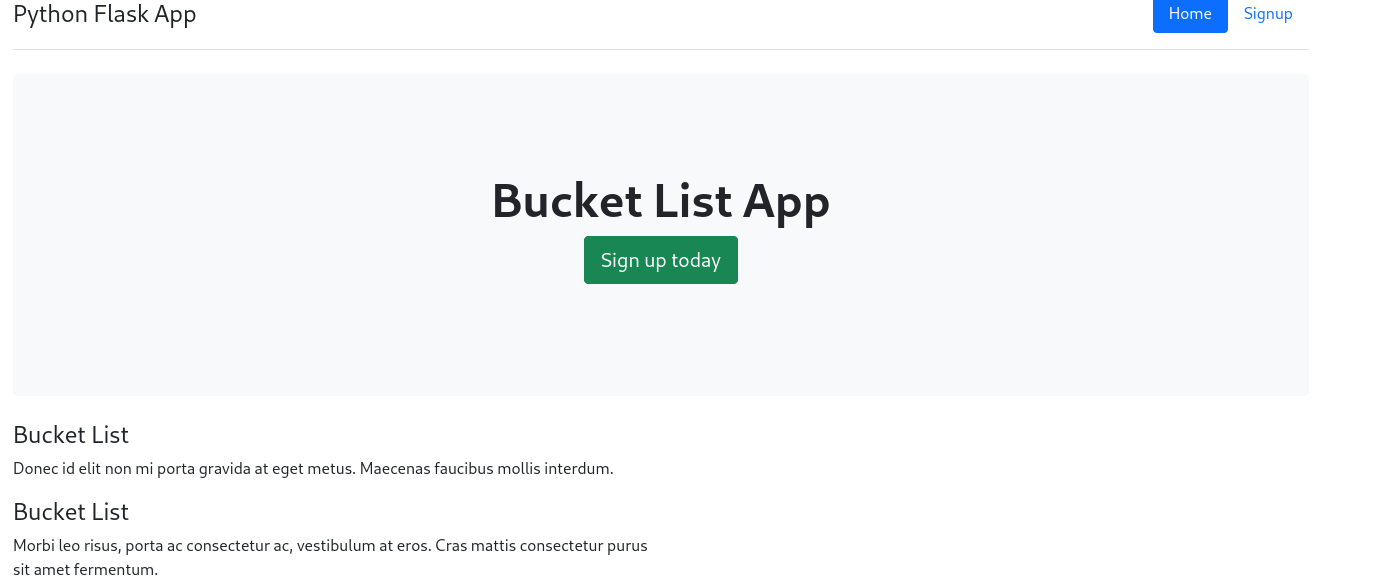 Python Flask App
Home
Signup
Bucket List App
Sign up today
Bucket List
Donec id elit non mi porta gravida at eget metus. Maecenas faucibus mollis interdum.
Bucket List
Morbi leo risus, porta ac consectetur ac, vestibulum at eros. Cras mattis consectetur purus
sit amet fermentum.